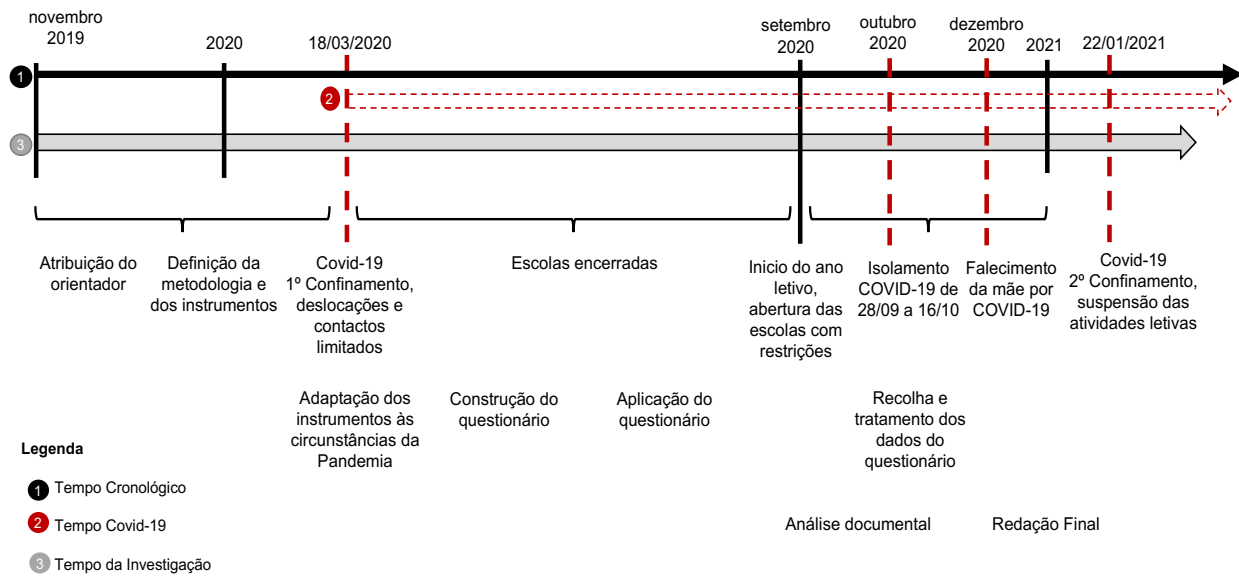 novembro
2019
2020
18/03/2020
setembro
2020
outubro
2020
dezembro
2020
2021
22/01/2021
1
2
3
Atribuição do
orientador
Definição da
metodologia e
dos instrumentos
Covid-19
1º Confinamento,
deslocações e
contactos
limitados
Escolas encerradas
Inicio do ano
letivo,
abertura das
escolas com
restrições
Isolamento
COVID-19 de
28/09 a 16/10
Falecimento
da mãe por
COVID-19
Covid-19
2º Confinamento,
suspensão das
atividades letivas
Adaptação dos
instrumentos às
circunstâncias da
Pandemia
Construção do
questionário
Aplicação do
questionário
Recolha e
tratamento dos
dados do
questionário
Legenda
1 Tempo Cronológico
2 Tempo Covid-19
3 Tempo da Investigação
Análise documental
Redação Final